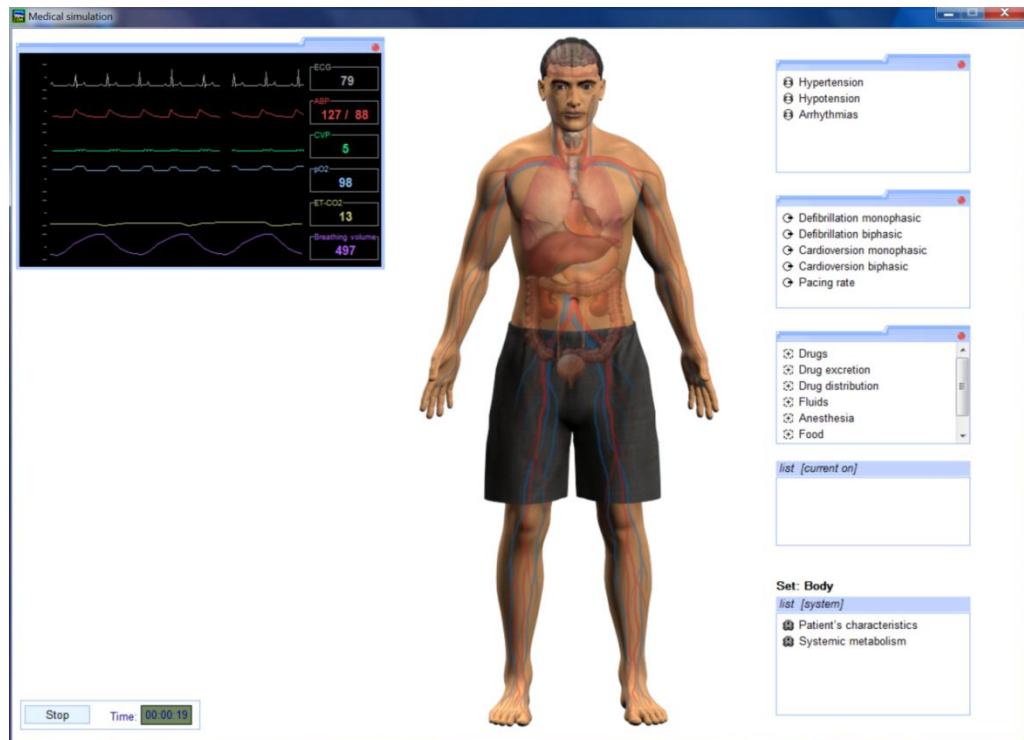 Medical simulation
ECG
79
ABP
127 / 88
CVP
5
pO2
98
ET-CO2
13
Breathing volume
497
Hypertension
Hypotension
Arrhythmias
Defibrillation monophasic
Defibrillation biphasic
Cardioversion monophasic
Cardioversion biphasic
Pacing rate
Drugs
Drug excretion
Drug distribution
Fluids
Anesthesia
Food
list [current on]
Set: Body
list [system]
Patient's characteristics
Systemic metabolism
Stop
Time: 00:00:19